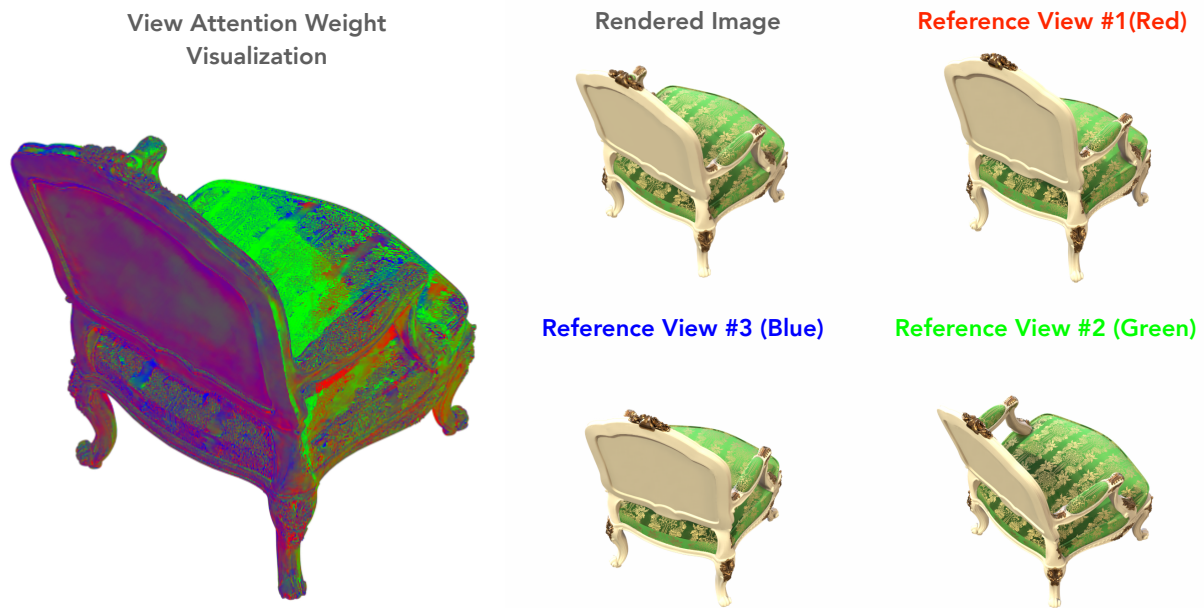 View Attention Weight
Visualization
Rendered Image
Reference View #1(Red)
Reference View #3 (Blue)
Reference View #2 (Green)